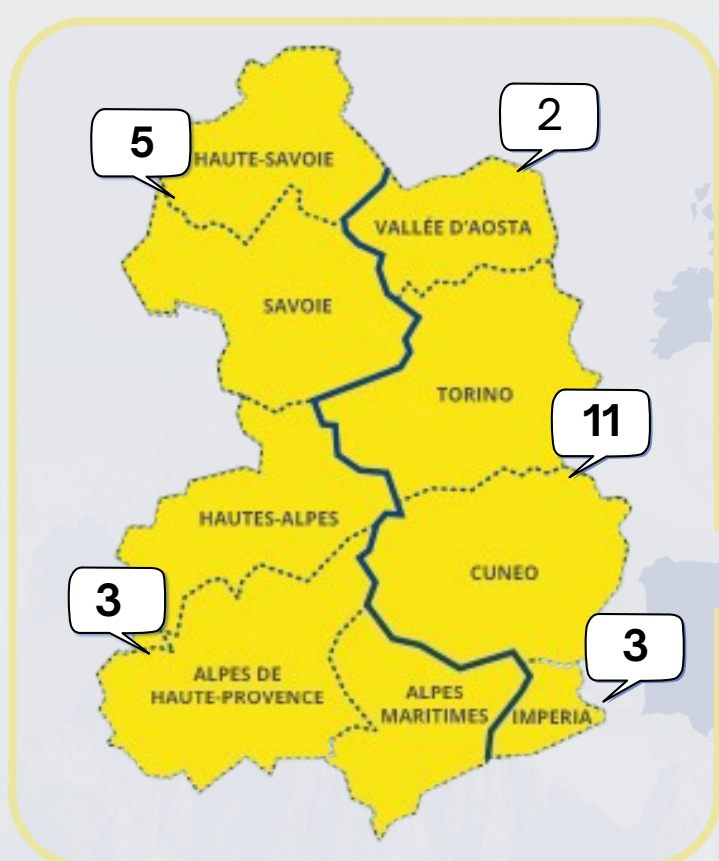 2
5
HAUTE-SAVOIE
VALLÉE D'AOSTA
SAVOIE
TORINO
11
HAUTES-ALPES
CUNEO
3
3
ALPES DE
HAUTE-PROVENCE
ALPES
MARITIMES
IMPERIA